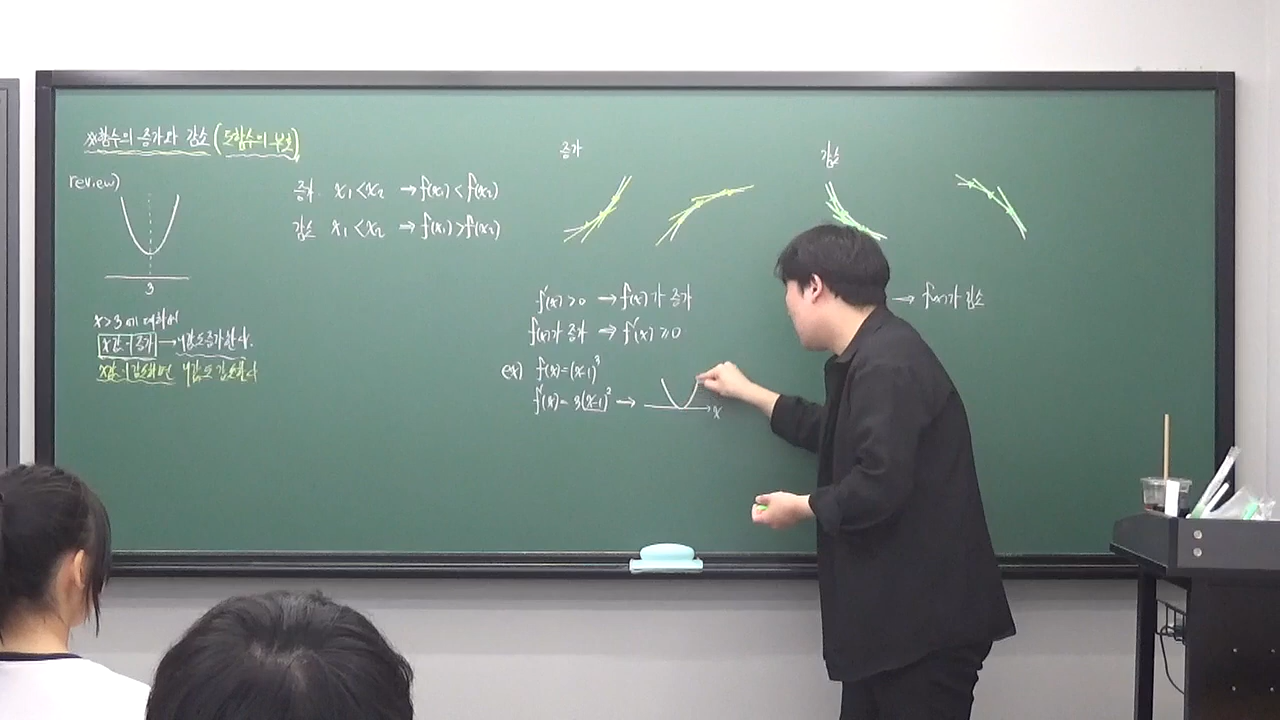 ※함수의 증가와 감소 (도함수의 부호)
review)
3
x>3에 대하여
x값이 증가 → y값도 증가한다.
x값이 감소하면 y값도 감소한다
증가 x₁<x₂ → f(x₁)<f(x₂)
감소 x₁<x₂ → f(x₁)>f(x₂)
증가
f'(x)>0 → f(x)가 증가
f(x)가 증가 → f'(x)≥0
ex) f(x)=(x-1)³
f'(x)=3(x-1)² →
x
감소
→ f(x)가 감소